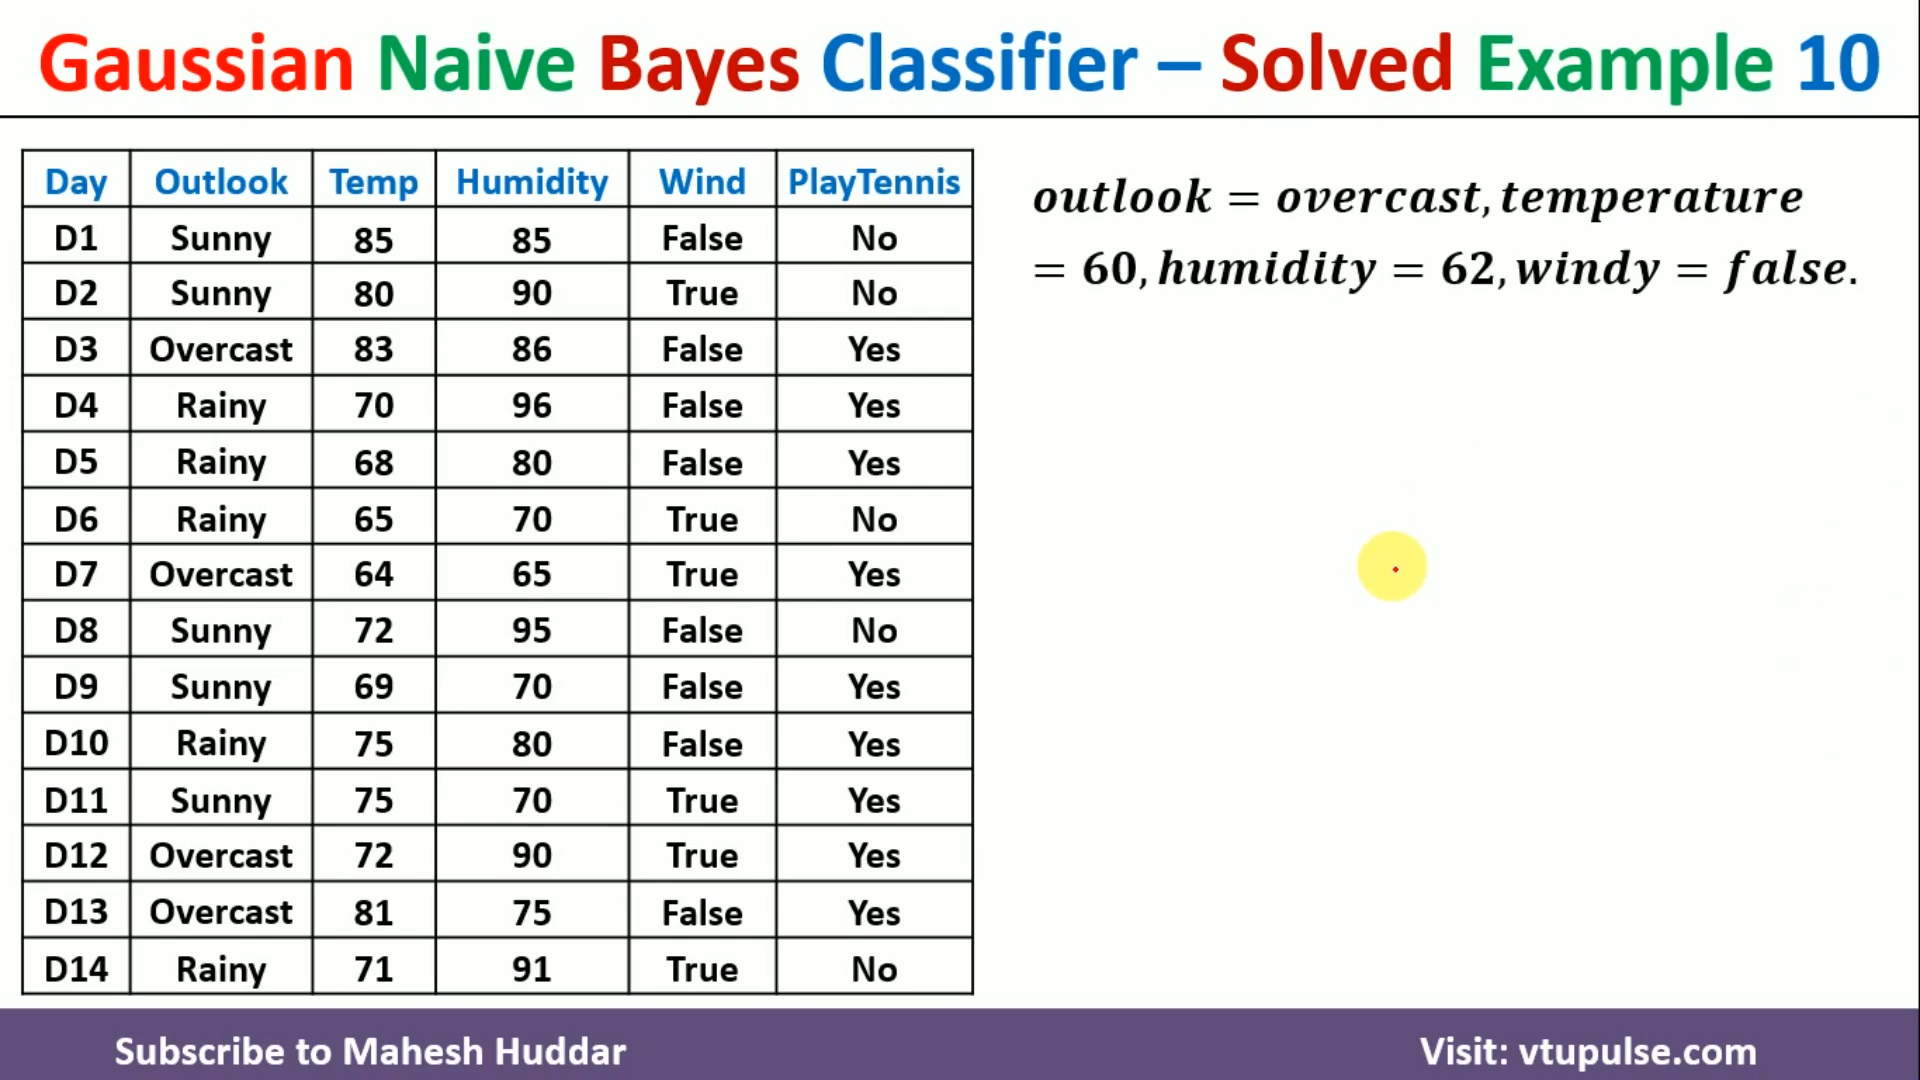 Gaussian Naive Bayes Classifier – Solved Example 10
Day Outlook Temp Humidity Wind PlayTennis
D1 Sunny 85 85 False No
D2 Sunny 80 90 True No
D3 Overcast 83 86 False Yes
D4 Rainy 70 96 False Yes
D5 Rainy 68 80 False Yes
D6 Rainy 65 70 True No
D7 Overcast 64 65 True Yes
D8 Sunny 72 95 False No
D9 Sunny 69 70 False Yes
D10 Rainy 75 80 False Yes
D11 Sunny 75 70 True Yes
D12 Overcast 72 90 True Yes
D13 Overcast 81 75 False Yes
D14 Rainy 71 91 True No
outlook = overcast, temperature
= 60, humidity = 62, windy = false.
Subscribe to Mahesh Huddar
Visit: vtupulse.com